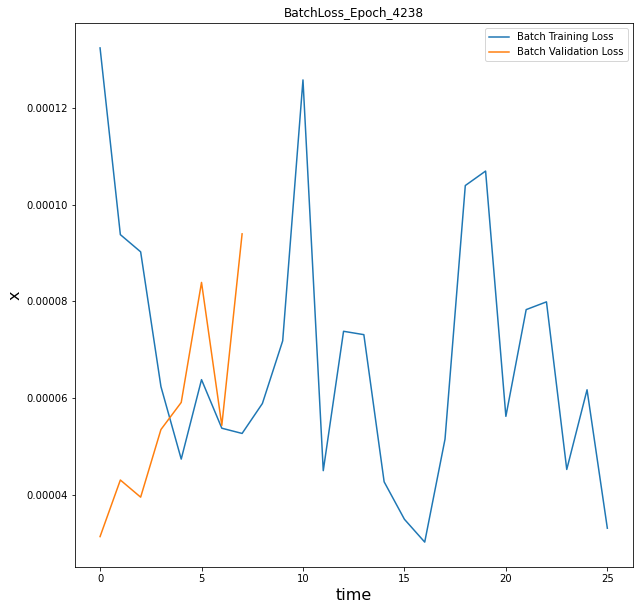 BatchLoss_Epoch_4238
Batch Training Loss
Batch Validation Loss
0.00012
0.00010
0.00008
0.00006
0.00004
x
0 5 10 15 20 25
time